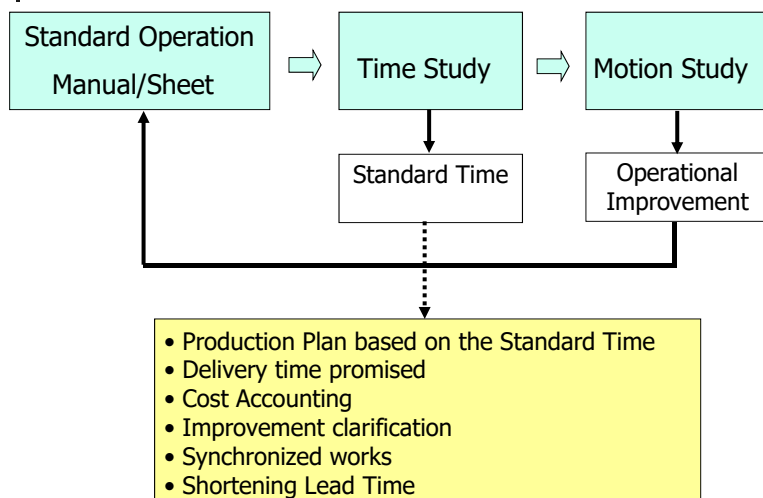 Standard Operation
Manual/Sheet
Time Study
Motion Study
Standard Time
Operational
Improvement
• Production Plan based on the Standard Time
• Delivery time promised
• Cost Accounting
• Improvement clarification
• Synchronized works
• Shortening Lead Time